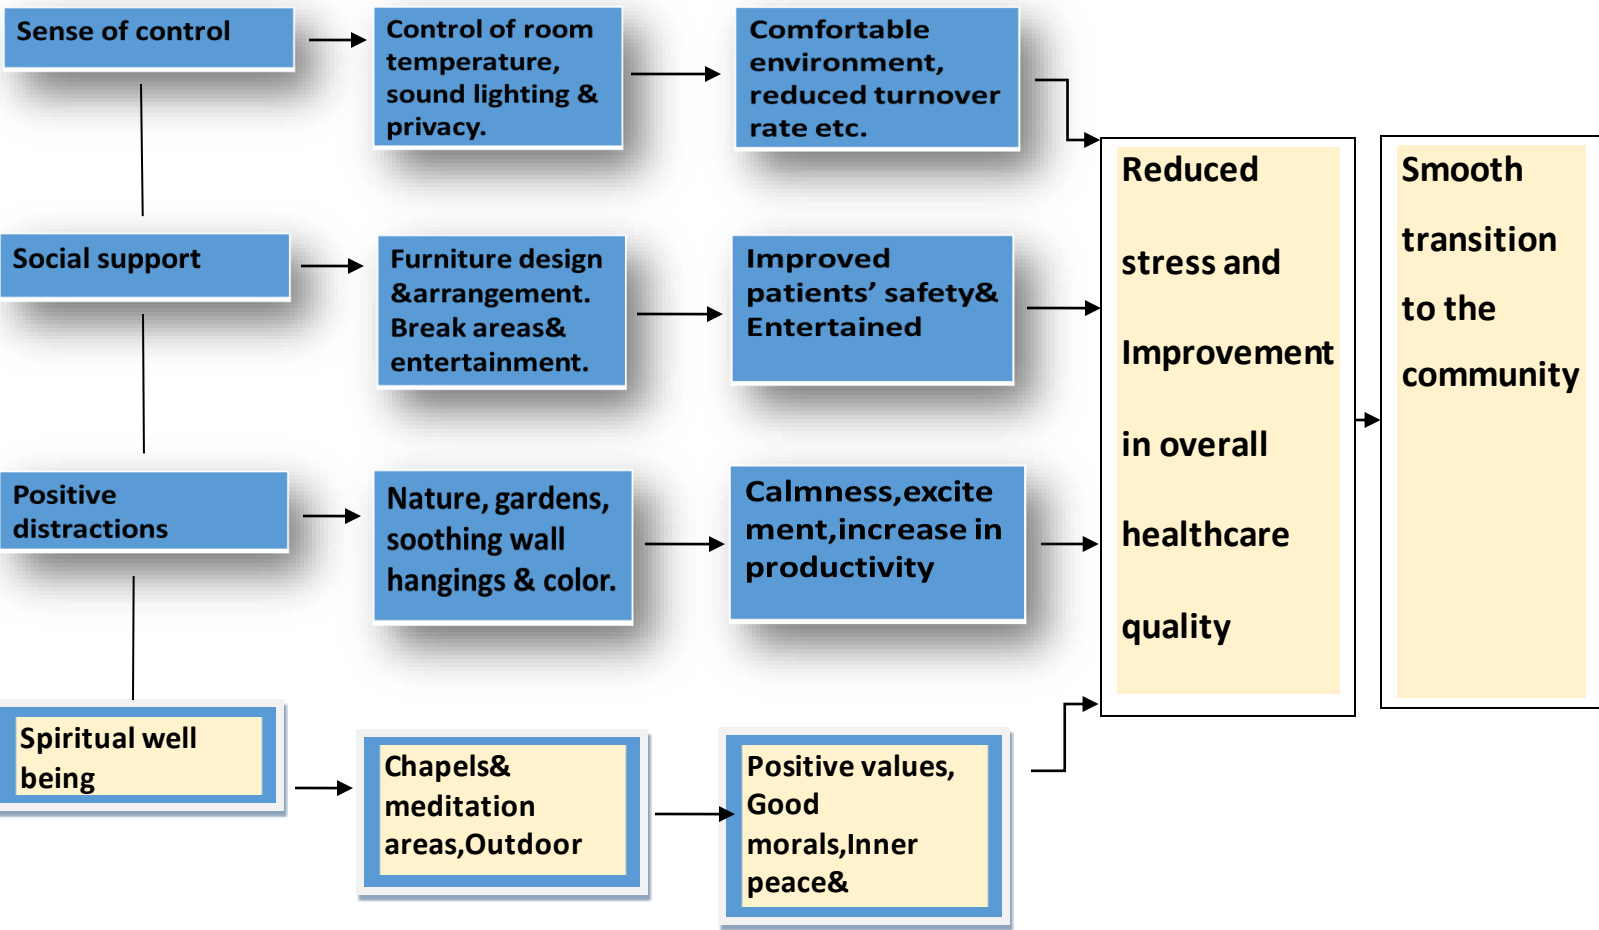 Sense of control
Control of room
temperature,
sound lighting &
privacy.
Comfortable
environment,
reduced turnover
rate etc.
Social support
Furniture design
&arrangement.
Break areas&
entertainment.
Improved
patients’ safety&
Entertained
Positive
distractions
Nature, gardens,
soothing wall
hangings & color.
Calmness,excite
ment,increase in
productivity
Spiritual well
being
Chapels&
meditation
areas,Outdoor
Positive values,
Good
morals,Inner
peace&
Reduced
stress and
Improvement
in overall
healthcare
quality
Smooth
transition
to the
community